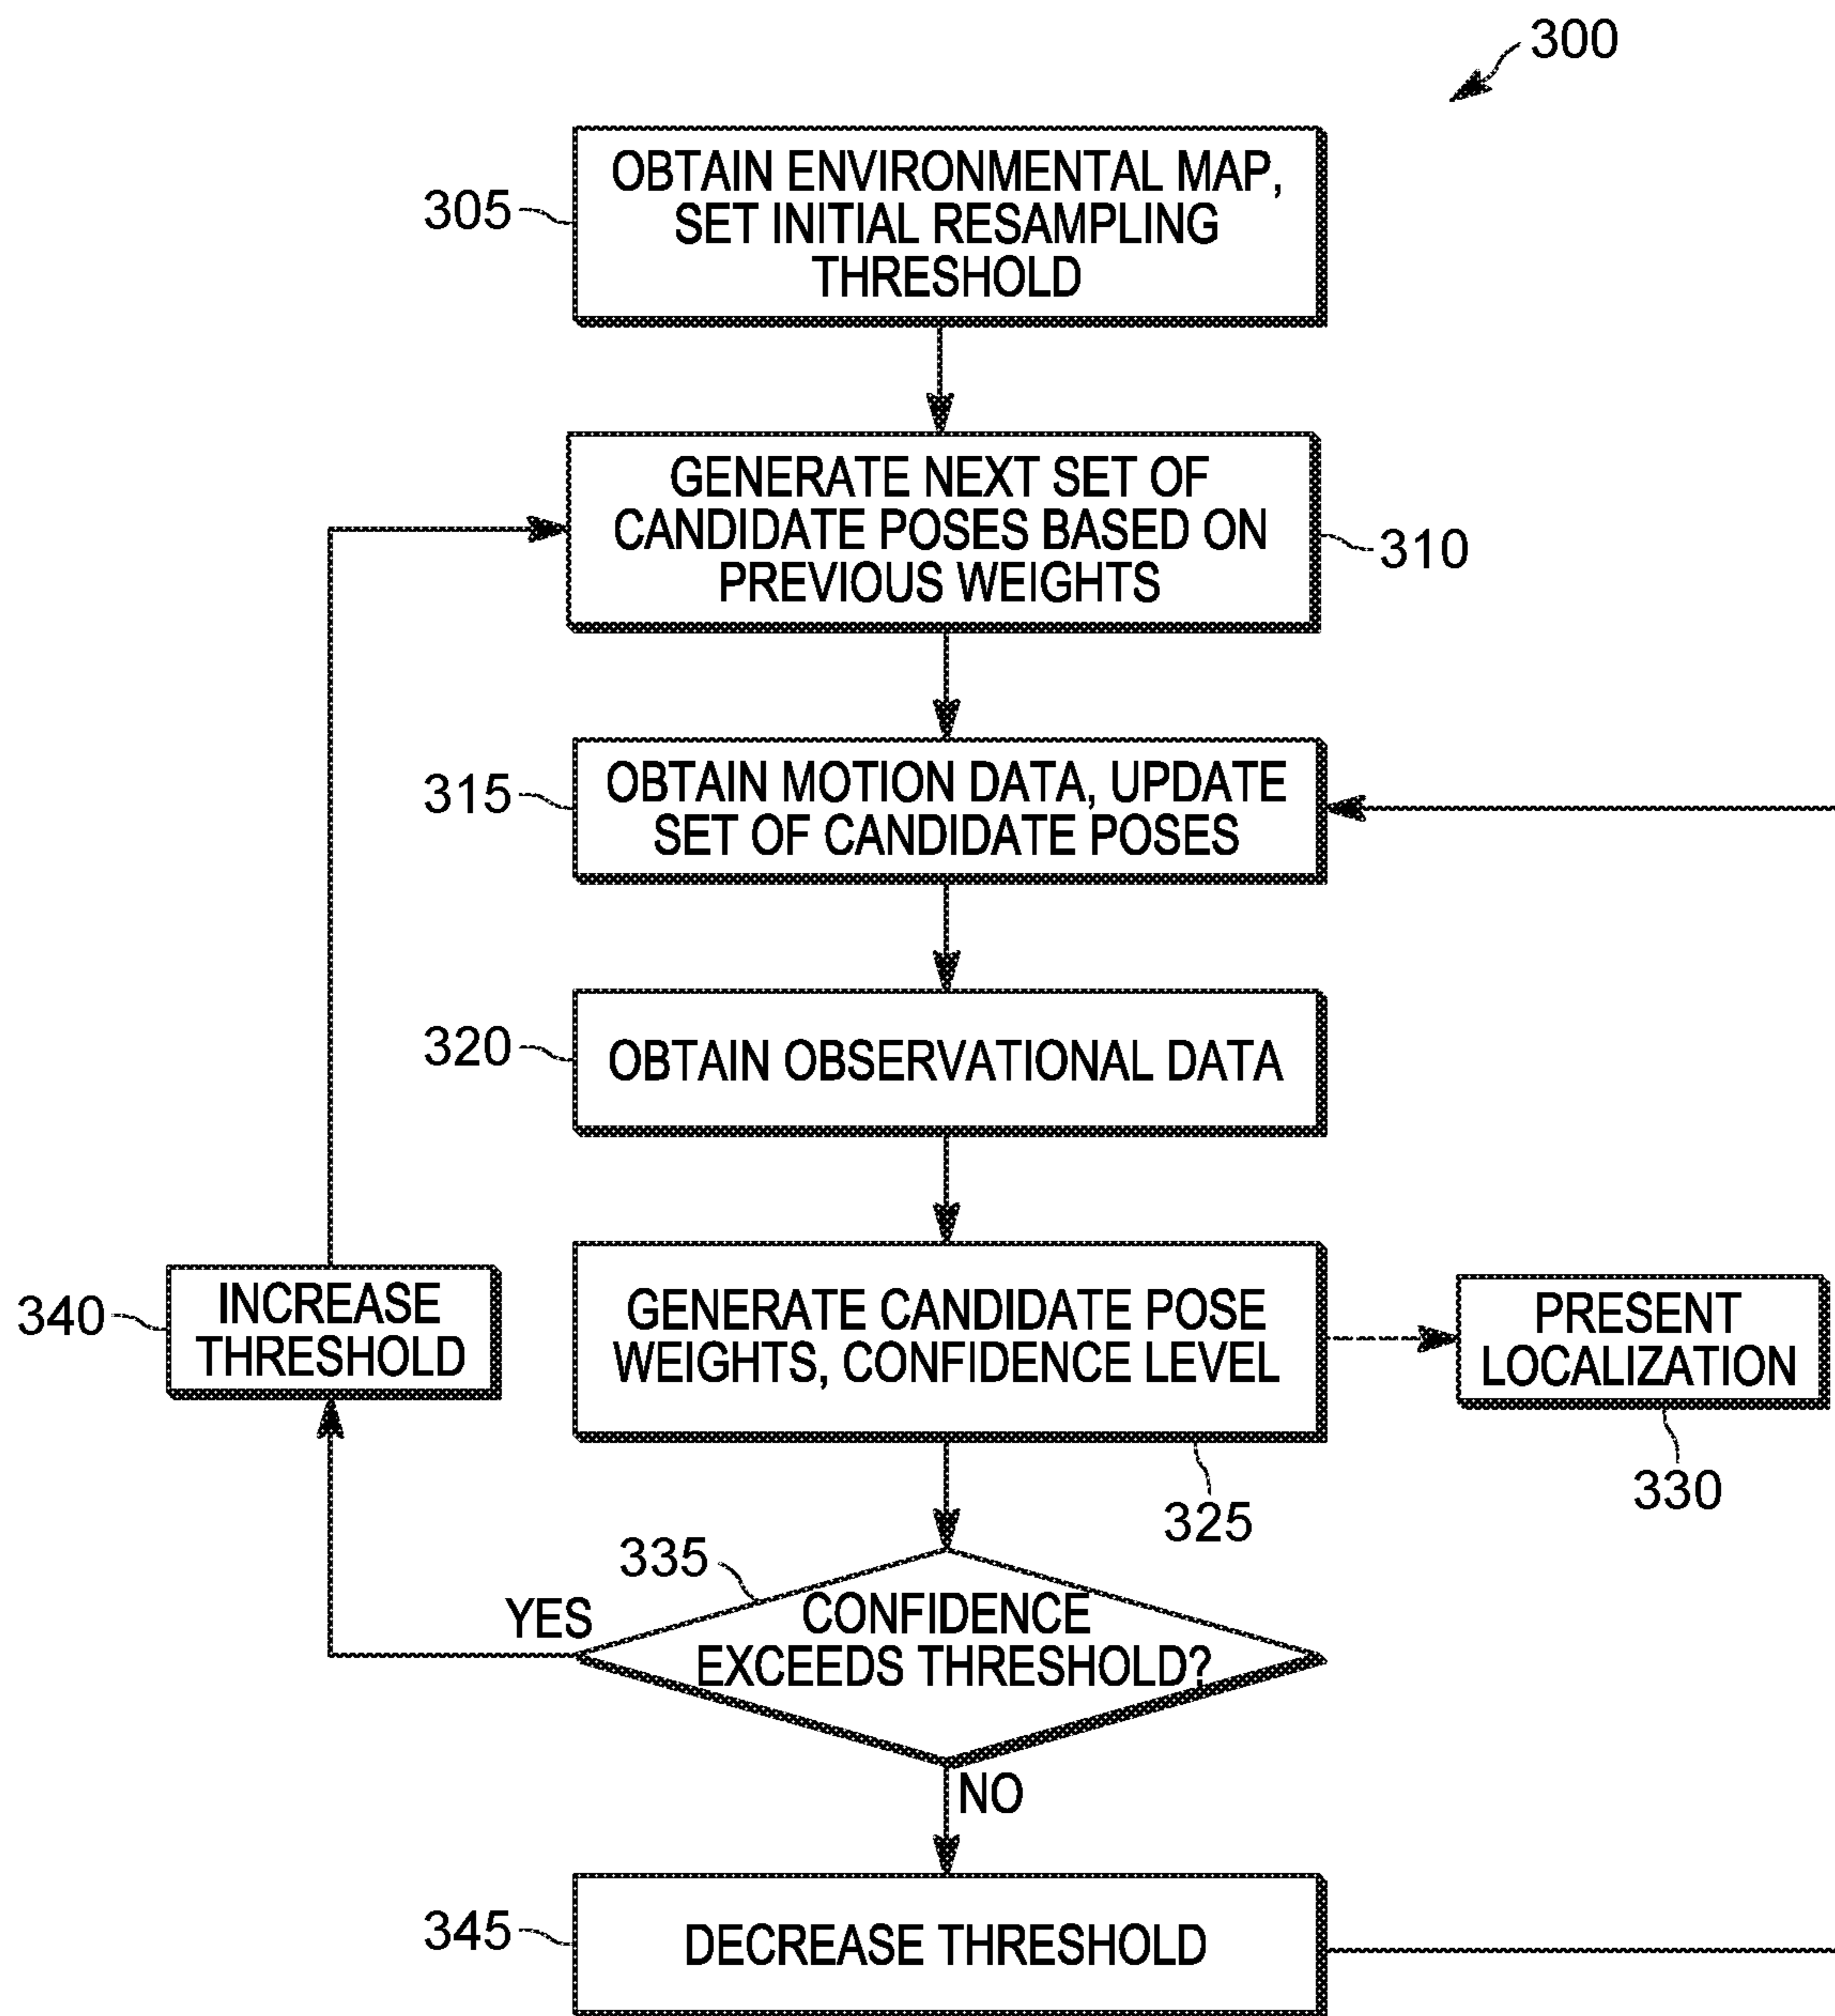 300
305
OBTAIN ENVIRONMENTAL MAP,
SET INITIAL RESAMPLING
THRESHOLD
GENERATE NEXT SET OF
CANDIDATE POSES BASED ON
PREVIOUS WEIGHTS
310
315
OBTAIN MOTION DATA, UPDATE
SET OF CANDIDATE POSES
320
OBTAIN OBSERVATIONAL DATA
340
INCREASE
THRESHOLD
GENERATE CANDIDATE POSE
WEIGHTS, CONFIDENCE LEVEL
325
PRESENT
LOCALIZATION
330
335
YES
CONFIDENCE
EXCEEDS THRESHOLD?
NO
345
DECREASE THRESHOLD